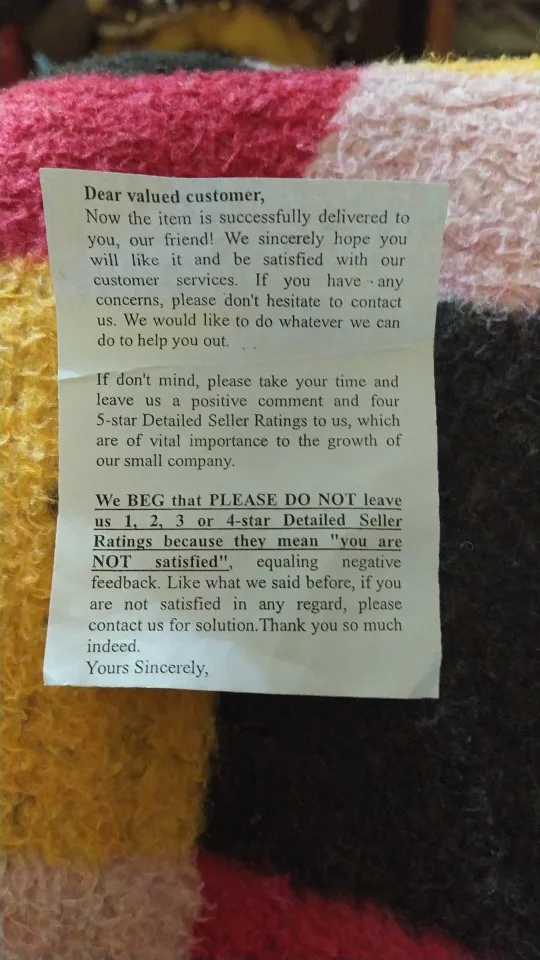 Dear valued customer,
Now the item is successfully delivered to
you, our friend! We sincerely hope you
will like it and be satisfied with our
customer services. If you have any
concerns, please don't hesitate to contact
us. We would like to do whatever we can
do to help you out.
If don't mind, please take your time and
leave us a positive comment and four
5-star Detailed Seller Ratings to us, which
are of vital importance to the growth of
our small company.
We BEG that PLEASE DO NOT leave
us 1, 2, 3 or 4-star Detailed Seller
Ratings because they mean "you are
NOT satisfied", equaling negative
feedback. Like what we said before, if you
are not satisfied in any regard, please
contact us for solution.Thank you so much
indeed.
Yours Sincerely,